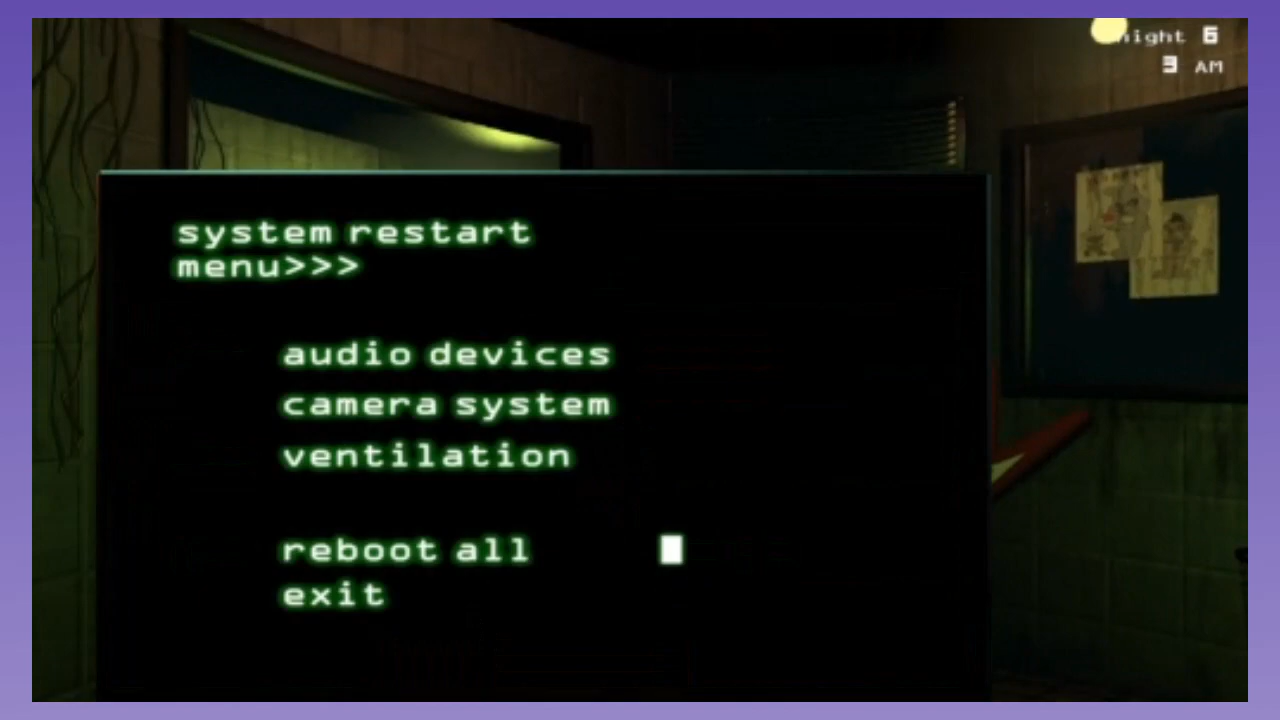 night 6
3 AM
system restart
menu>>>
audio devices
camera system
ventilation
reboot all
exit